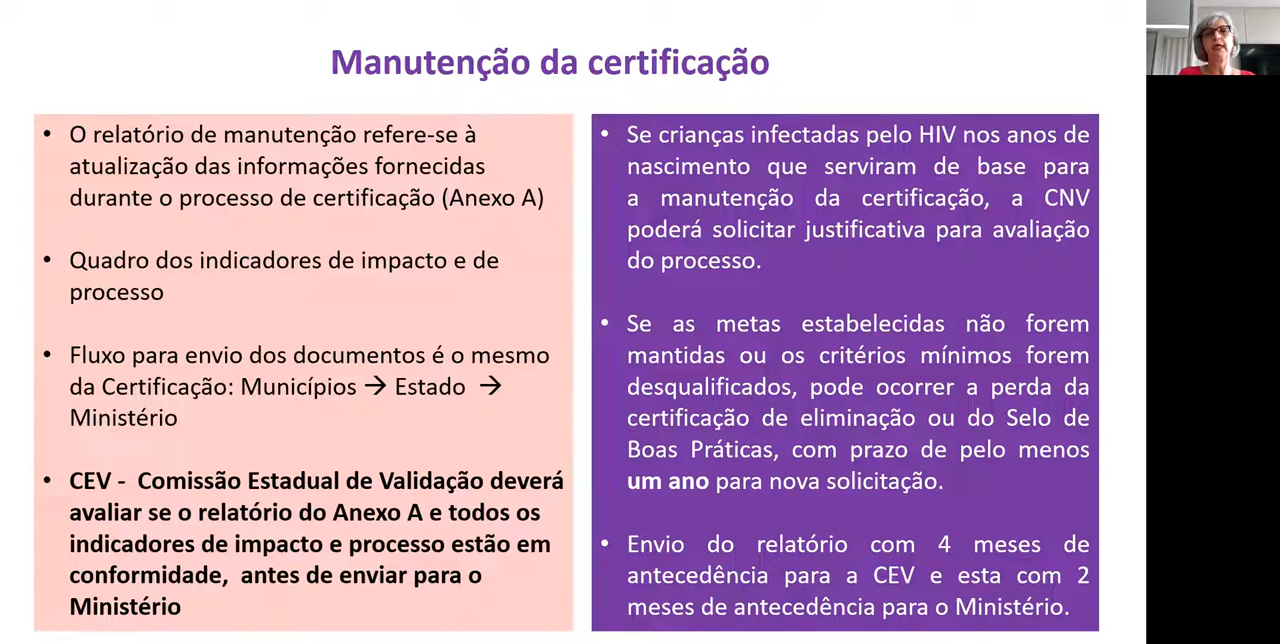 Manutenção da certificação
• O relatório de manutenção refere-se à
atualização das informações fornecidas
durante o processo de certificação (Anexo A)
• Quadro dos indicadores de impacto e de
processo
• Fluxo para envio dos documentos é o mesmo
da Certificação: Municípios → Estado →
Ministério
• CEV - Comissão Estadual de Validação deverá
avaliar se o relatório do Anexo A e todos os
indicadores de impacto e processo estão em
conformidade, antes de enviar para o
Ministério
• Se crianças infectadas pelo HIV nos anos de
nascimento que serviram de base para
a manutenção da certificação, a CNV
poderá solicitar justificativa para avaliação
do processo.
• Se as metas estabelecidas não forem
mantidas ou os critérios mínimos forem
desqualificados, pode ocorrer a perda da
certificação de eliminação ou do Selo de
Boas Práticas, com prazo de pelo menos
um ano para nova solicitação.
• Envio do relatório com 4 meses de
antecedência para a CEV e esta com 2
meses de antecedência para o Ministério.